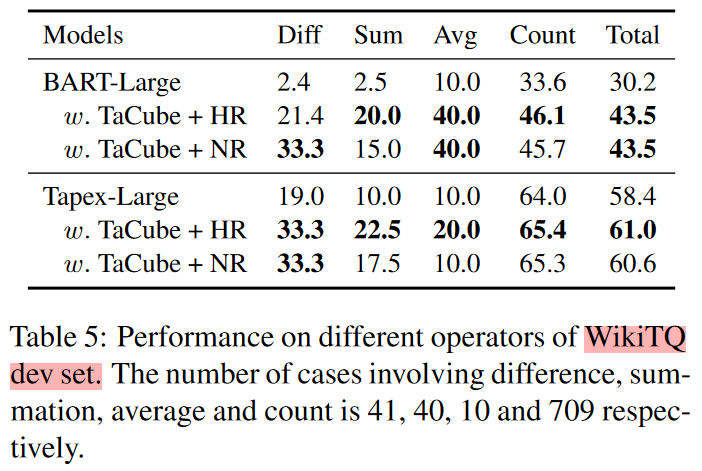 Models Diff Sum Avg Count Total
BART-Large 2.4 2.5 10.0 33.6 30.2
w. TaCube + HR 21.4 20.0 40.0 46.1 43.5
w. TaCube + NR 33.3 15.0 40.0 45.7 43.5
Tapex-Large 19.0 10.0 10.0 64.0 58.4
w. TaCube + HR 33.3 22.5 20.0 65.4 61.0
w. TaCube + NR 33.3 17.5 10.0 65.3 60.6
Table 5: Performance on different operators of WikiTQ
dev set. The number of cases involving difference, sum-
mation, average and count is 41, 40, 10 and 709 respec-
tively.